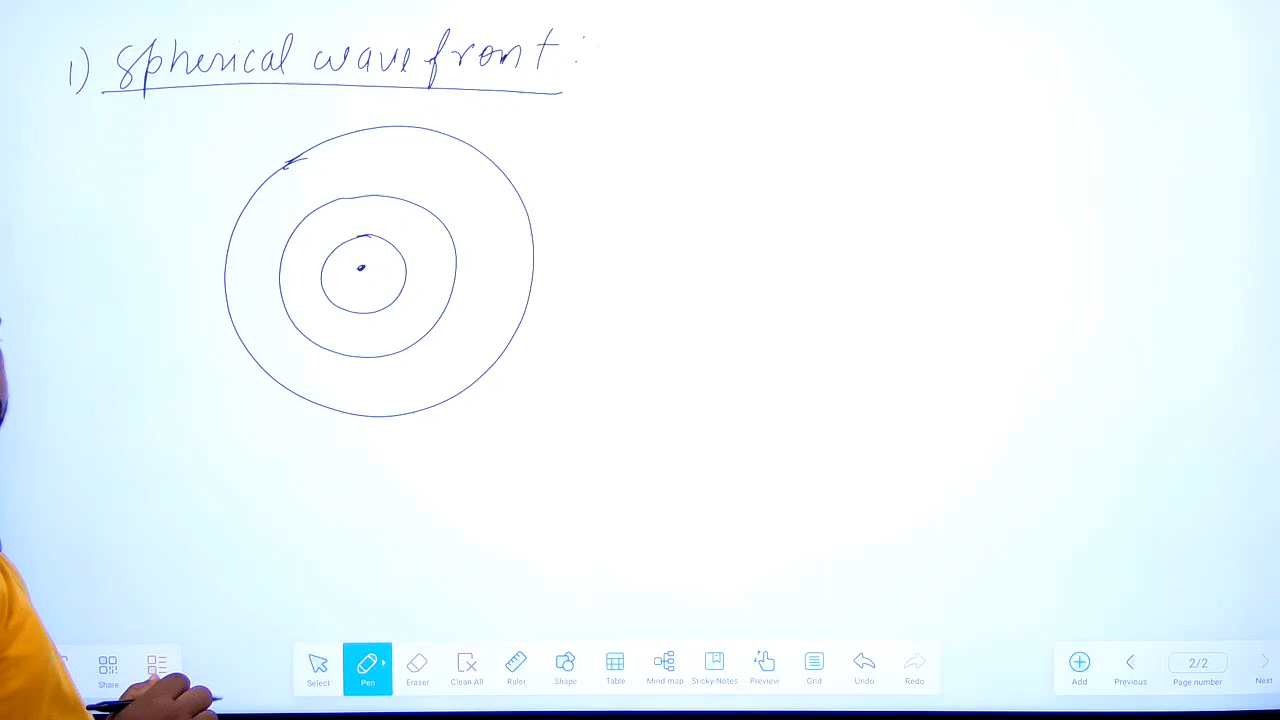 1) Spherical wavefront :
Share
Select
Pen
Eraser
Clean All
Ruler
Shape
Table
Mind map
Sticky-Notes
Preview
Grid
Undo
Redo
Add
Previous
2/2
Page number
Next